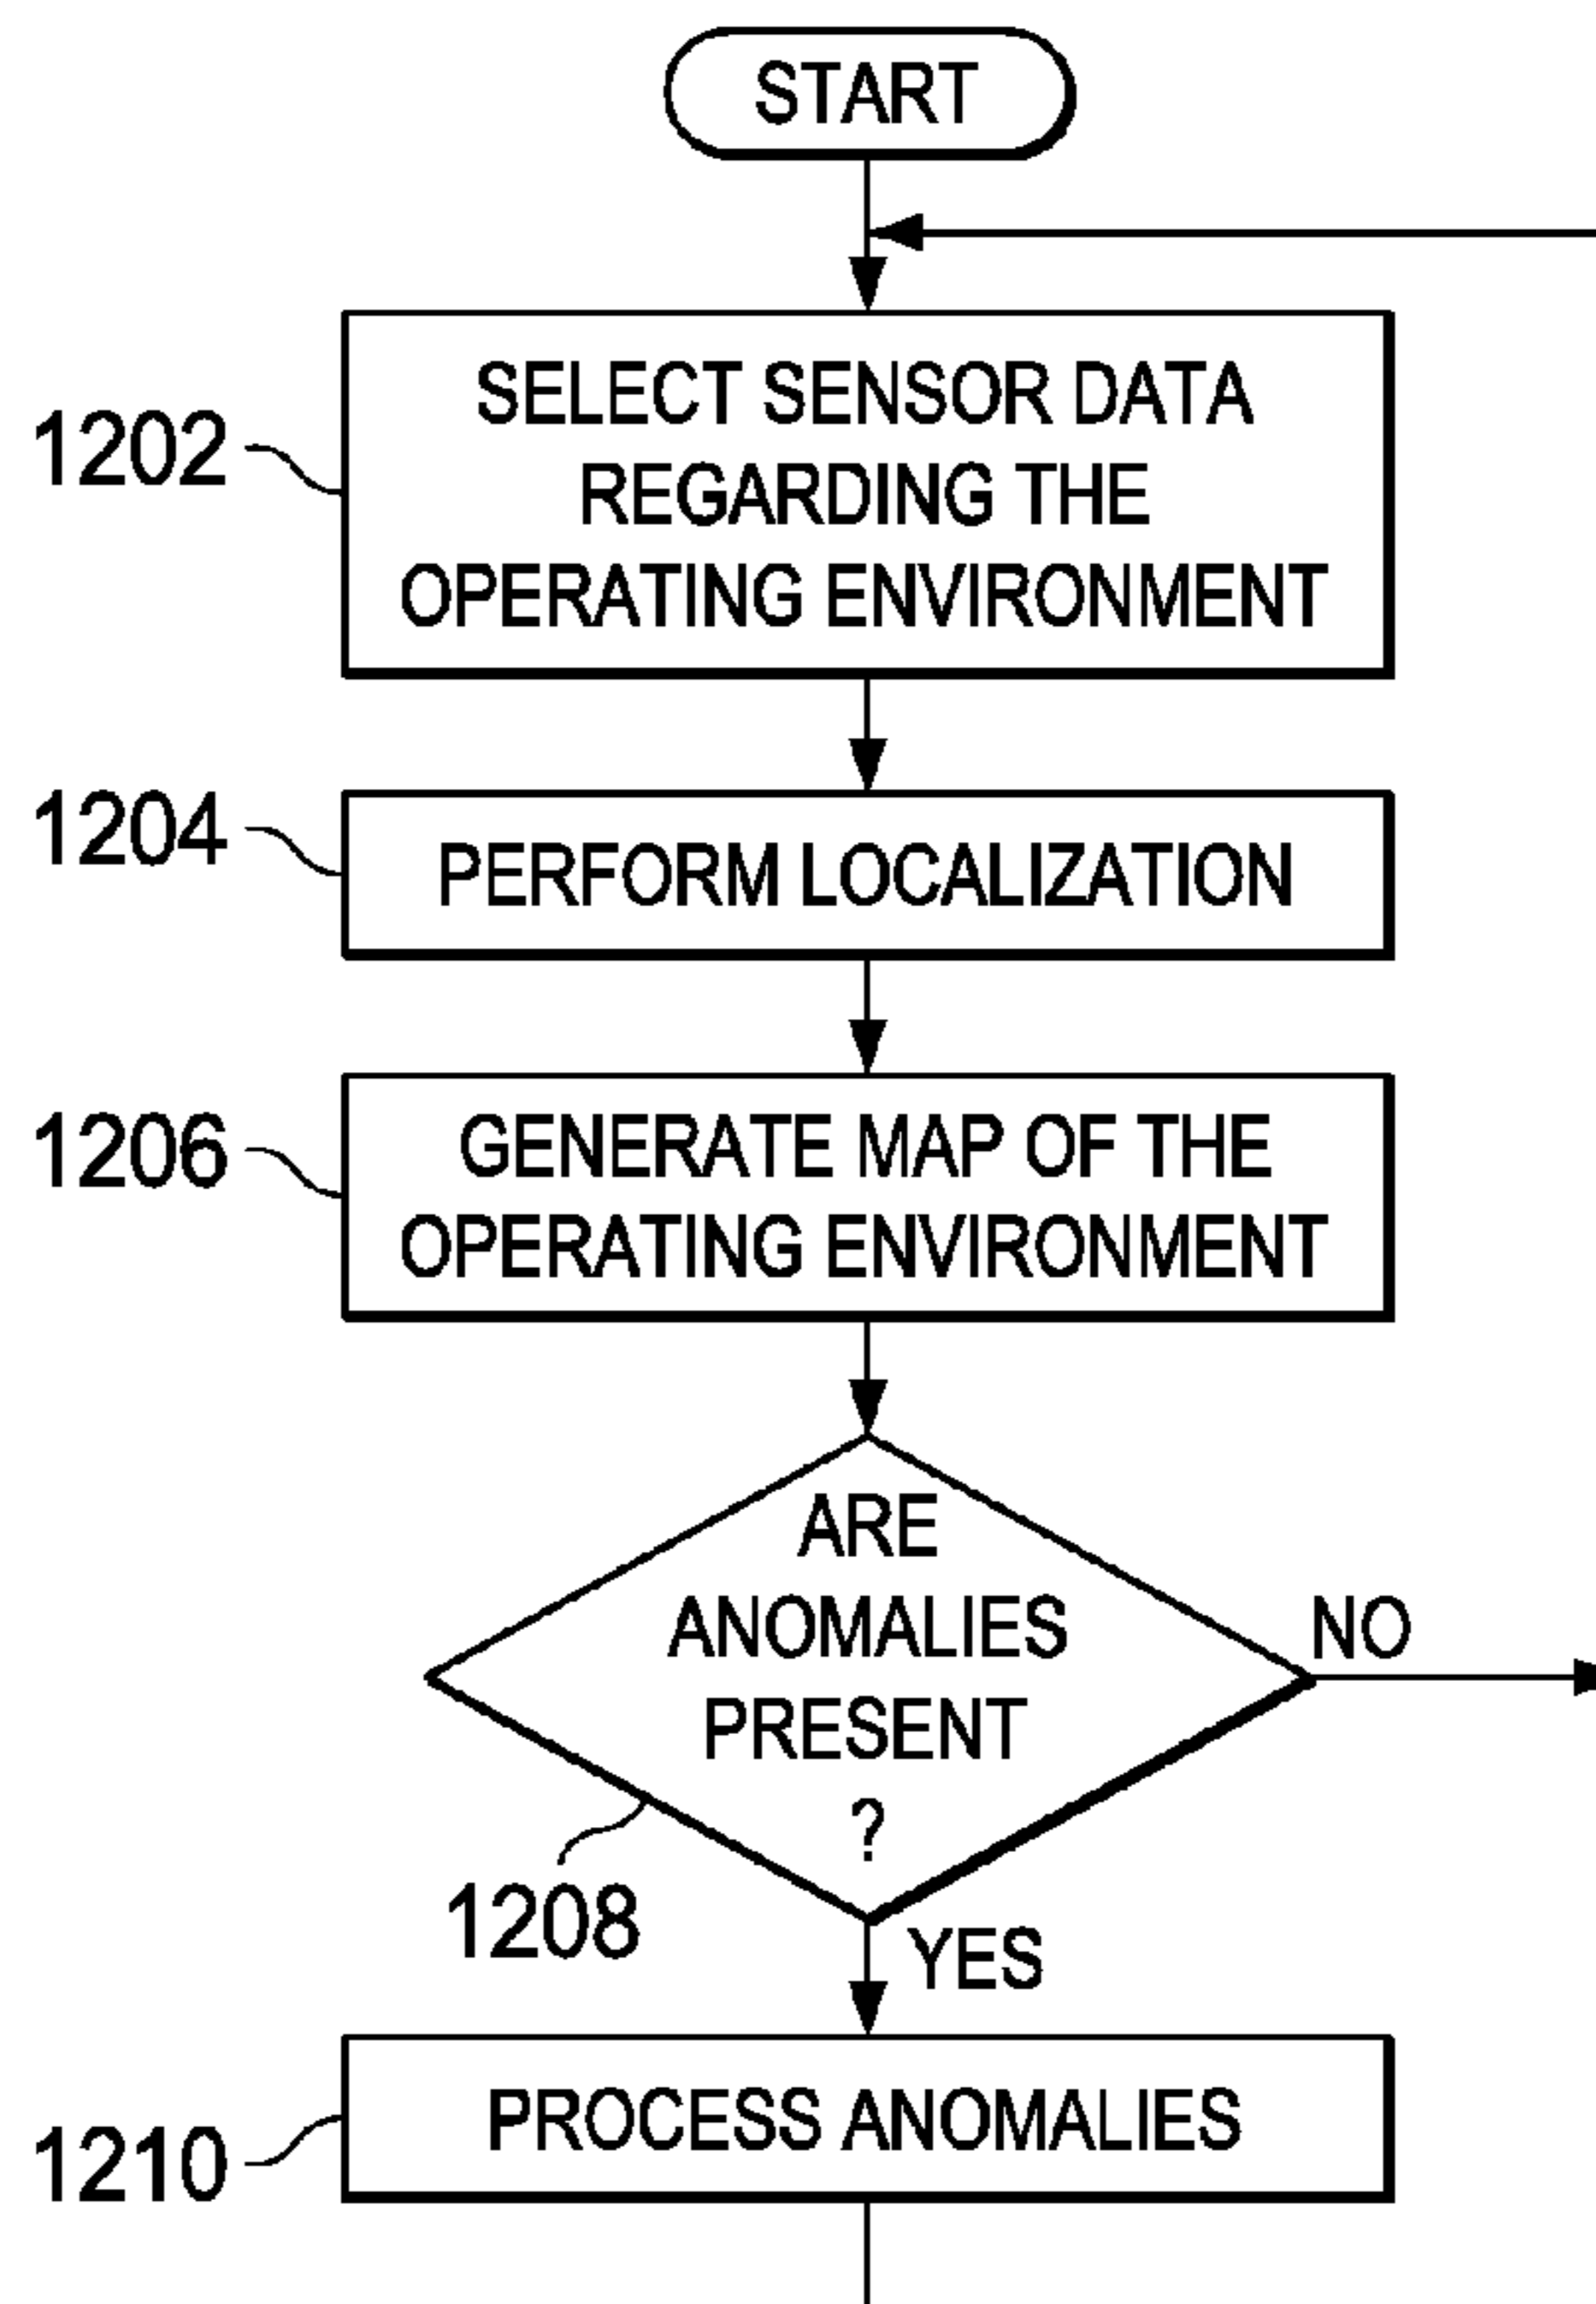 START
1202
SELECT SENSOR DATA
REGARDING THE
OPERATING ENVIRONMENT
1204
PERFORM LOCALIZATION
1206
GENERATE MAP OF THE
OPERATING ENVIRONMENT
ARE
ANOMALIES
PRESENT
?
NO
1208
YES
1210
PROCESS ANOMALIES